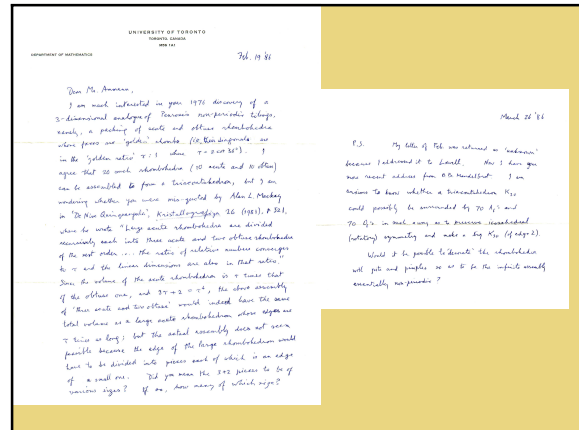 UNIVERSITY OF TORONTO
TORONTO, CANADA
M5S 1A1
DEPARTMENT OF MATHEMATICS
Feb. 19 '86
Dear Mr. Ammann,
I am much interested in your 1976 discovery of a
3-dimensional analogue of Penrose's non-periodic tilings,
namely, a packing of acute and obtuse rhombohedra
whose faces are 'golden' rhombs (i.e., their diagonals are
in the 'golden ratio' τ : 1 where τ = 2 cos 36°). I
agree that 20 such rhombohedra (10 acute and 10 obtuse)
can be assembled to form a triacontahedron, but I am
wondering whether you were mis-quoted by Alan L. Mackay
in 'De Nive Quinquangula', Kristallografiya 26 (1981), p. 521,
where he wrote "Large acute rhombohedra are divided
recursively each into three acute and two obtuse rhombohedra
of the next order ... the ratio of relative numbers converges
to τ and the linear dimensions are also in that ratio."
Since the volume of the acute rhombohedron is τ times that
of the obtuse one, and 3τ + 2 = τ⁴, the above assembly
of 'three acute and two obtuse' would indeed have the same
total volume as a large acute rhombohedron whose edges are
τ times as long; but the actual assembly does not seem
possible because the edge of the large rhombohedron would
have to be divided into pieces each of which is an edge
of a small one. Did you mean the 3+2 pieces to be of
various sizes? If so, how many of which size?
March 26 '86
P.S. My letter of Feb. was returned as 'unknown'
because I addressed it to Lowell. Now I have your
more recent address from B.B. Mandelbrot. I am
anxious to know whether a triacontahedron K₃₀
could possibly be surrounded by 70 A₆'s and
70 O₆'s in such a way as to preserve icosahedral
(rotatory) symmetry and make a big K₃₀ (of edge 2).
Would it be possible to 'decorate' the rhombohedra
with pits and pimples so as to be the infinite assembly
essentially non-periodic?